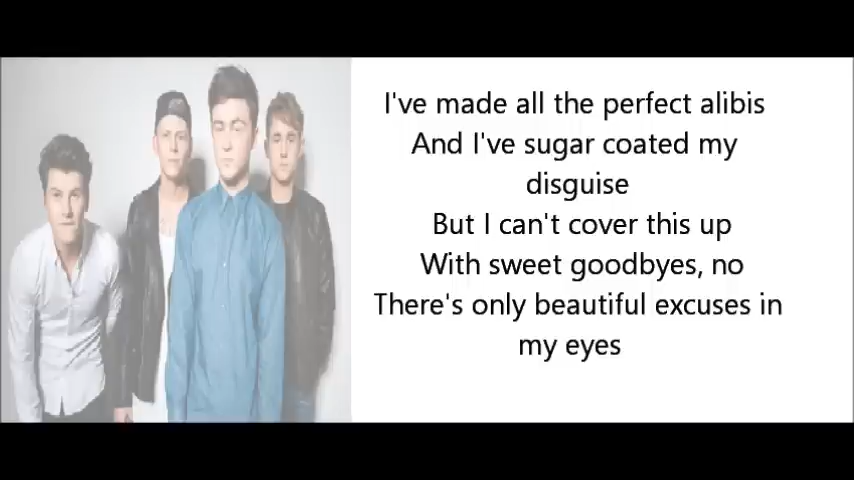 I've made all the perfect alibis
And I've sugar coated my
disguise
But I can't cover this up
With sweet goodbyes, no
There's only beautiful excuses in
my eyes